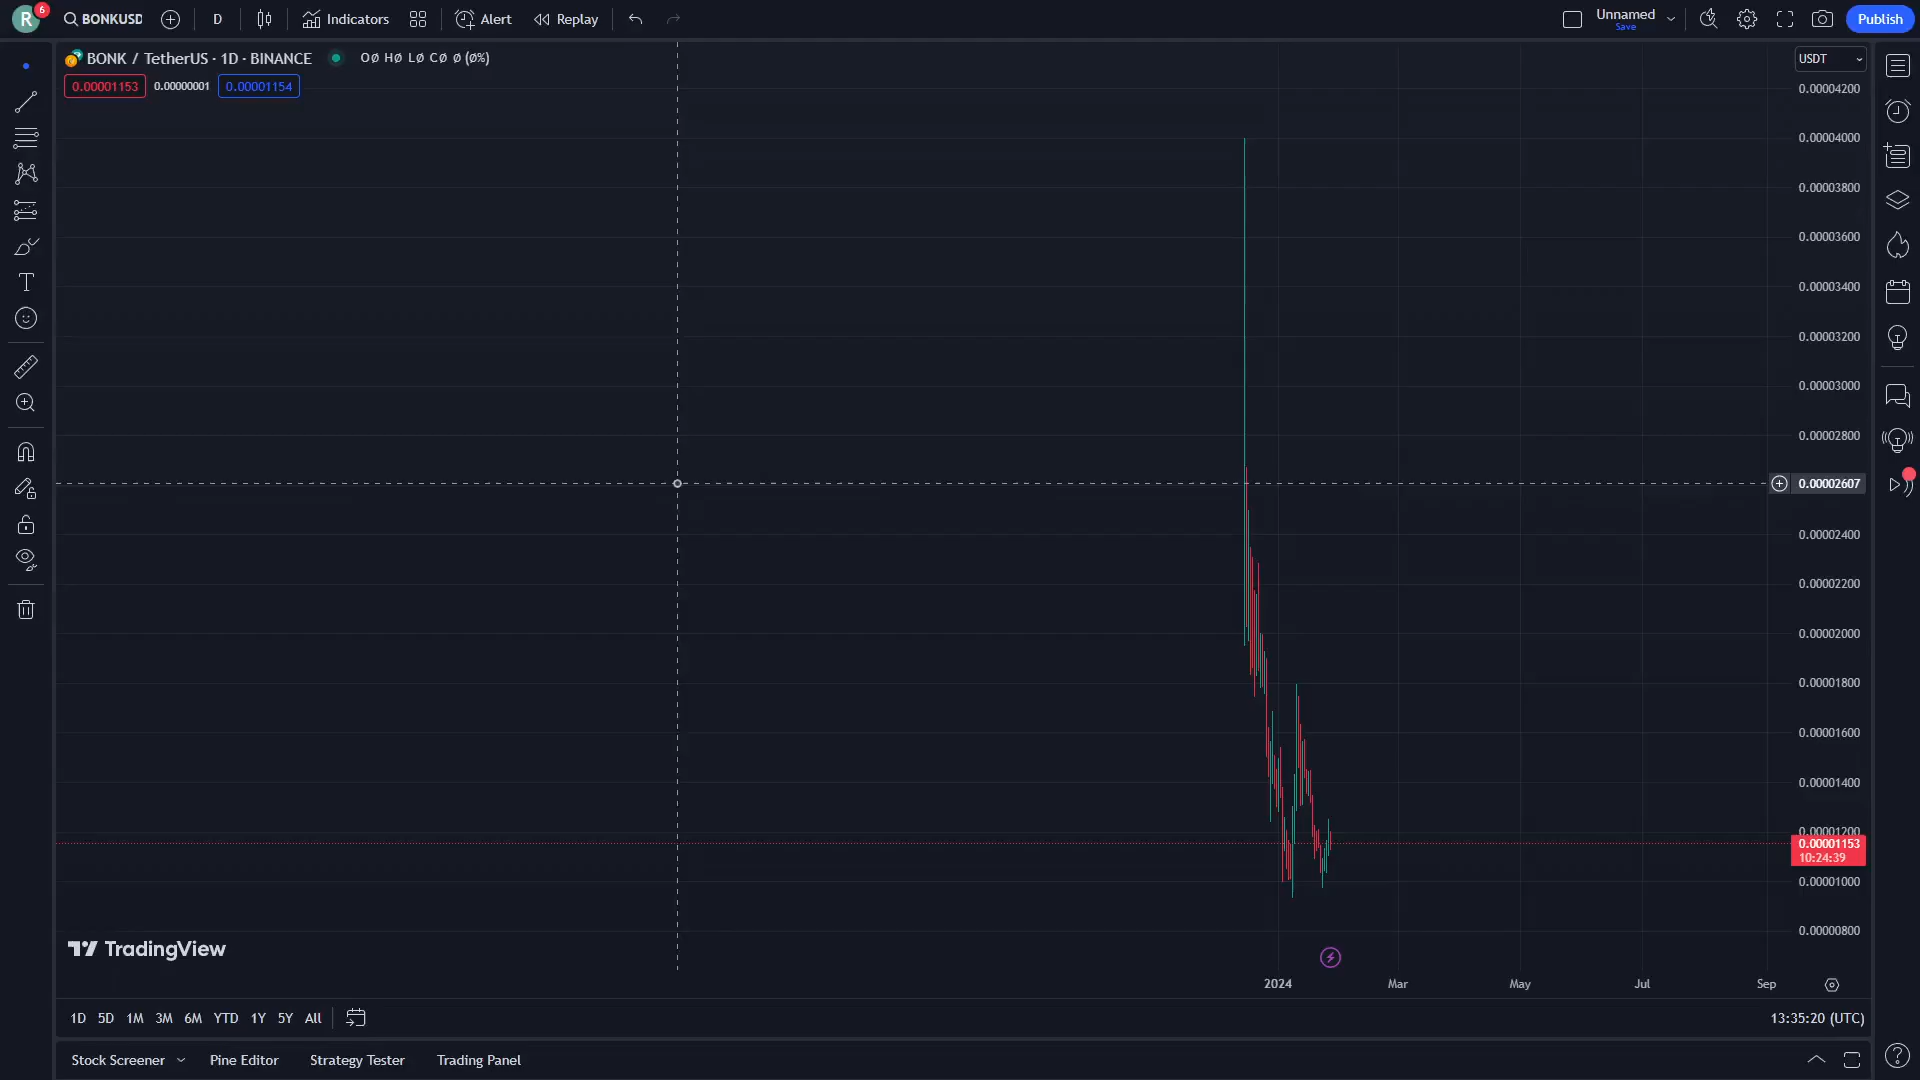 R 6 BONKUSD D Indicators Alert Replay Unnamed Save Publish
BONK / TetherUS · 1D · BINANCE OØ HØ LØ CØ Ø (Ø%)
0.00001153 0.00000001 0.00001154
USDT
0.00004200
0.00004000
0.00003800
0.00003600
0.00003400
0.00003200
0.00003000
0.00002800
0.00002607
0.00002400
0.00002200
0.00002000
0.00001800
0.00001600
0.00001400
0.00001200
0.00001153
10:24:39
0.00001000
0.00000800
TradingView
2024 Mar May Jul Sep
1D 5D 1M 3M 6M YTD 1Y 5Y All 13:35:20 (UTC)
Stock Screener Pine Editor Strategy Tester Trading Panel